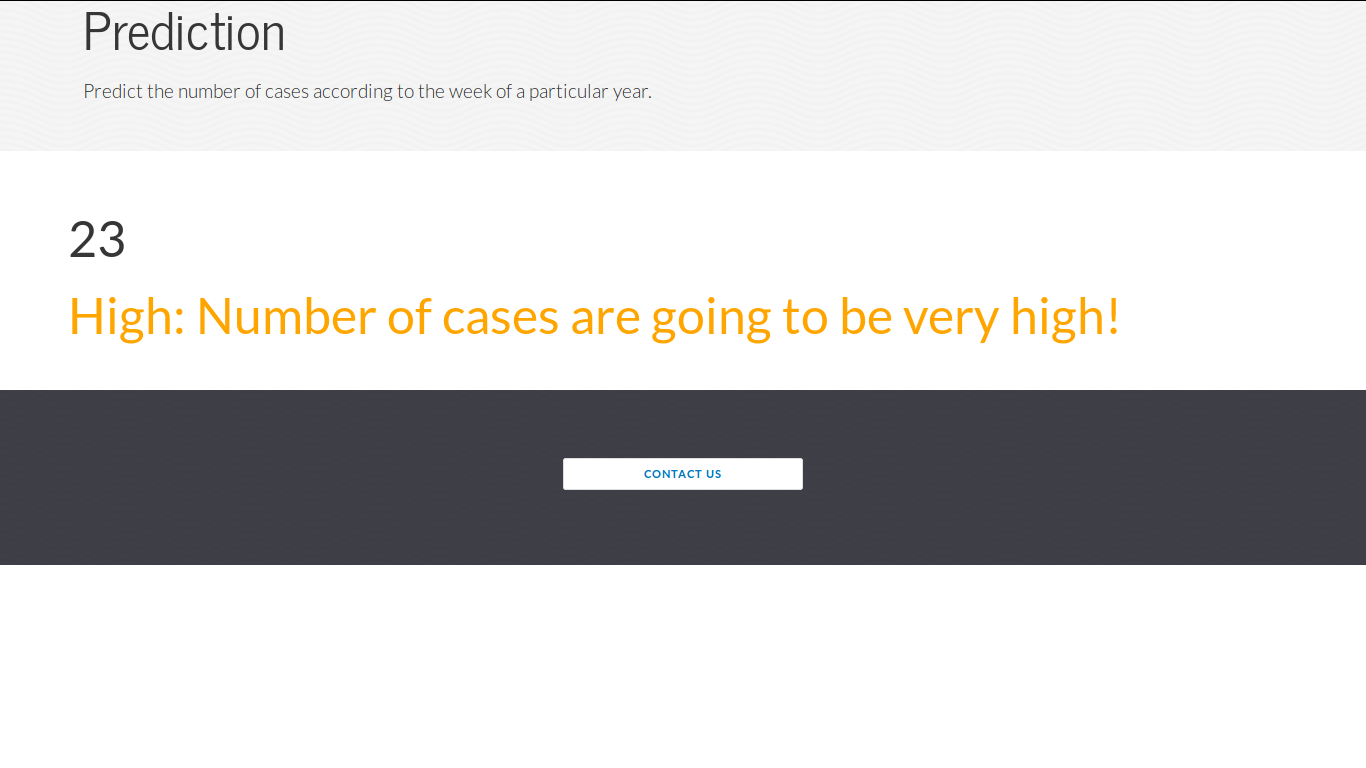 Prediction
Predict the number of cases according to the week of a particular year.
23
High: Number of cases are going to be very high!
CONTACT US